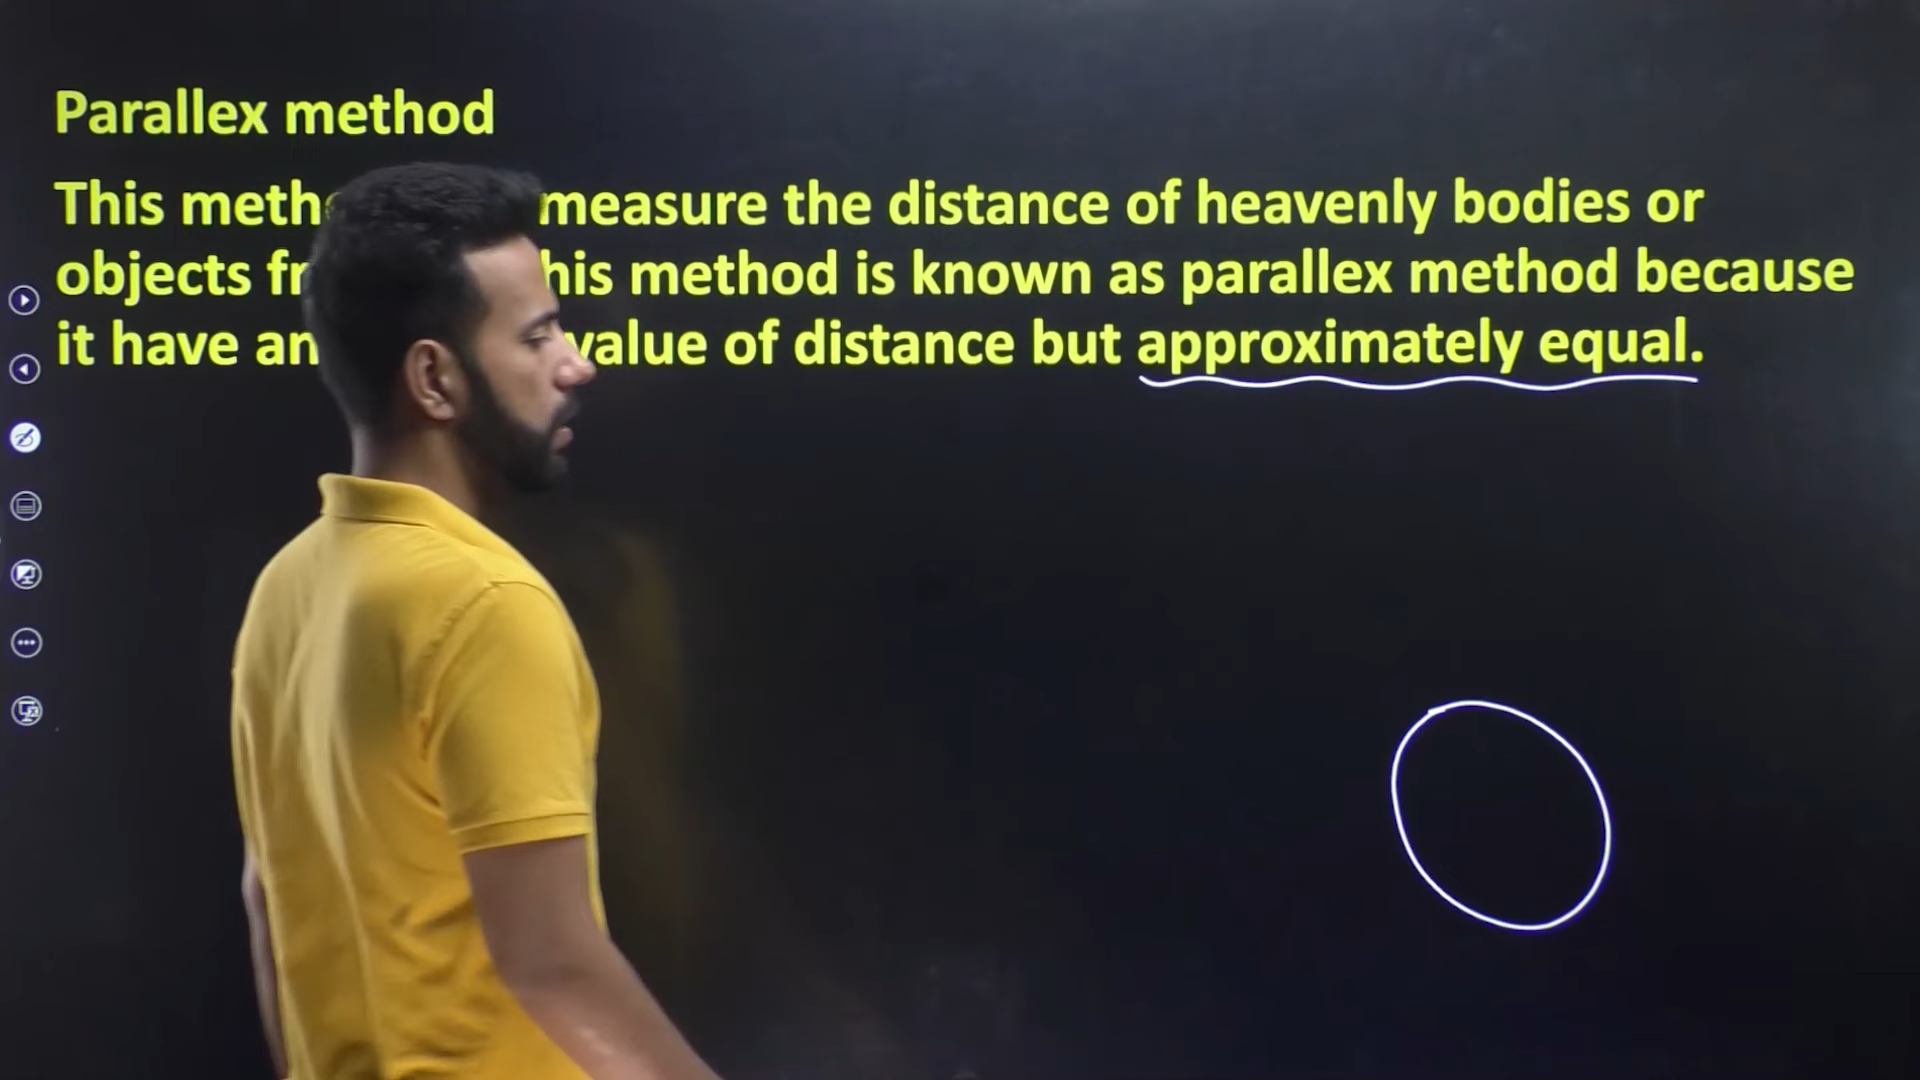 Parallex method
This meth measure the distance of heavenly bodies or
objects fr his method is known as parallex method because
it have an value of distance but approximately equal.